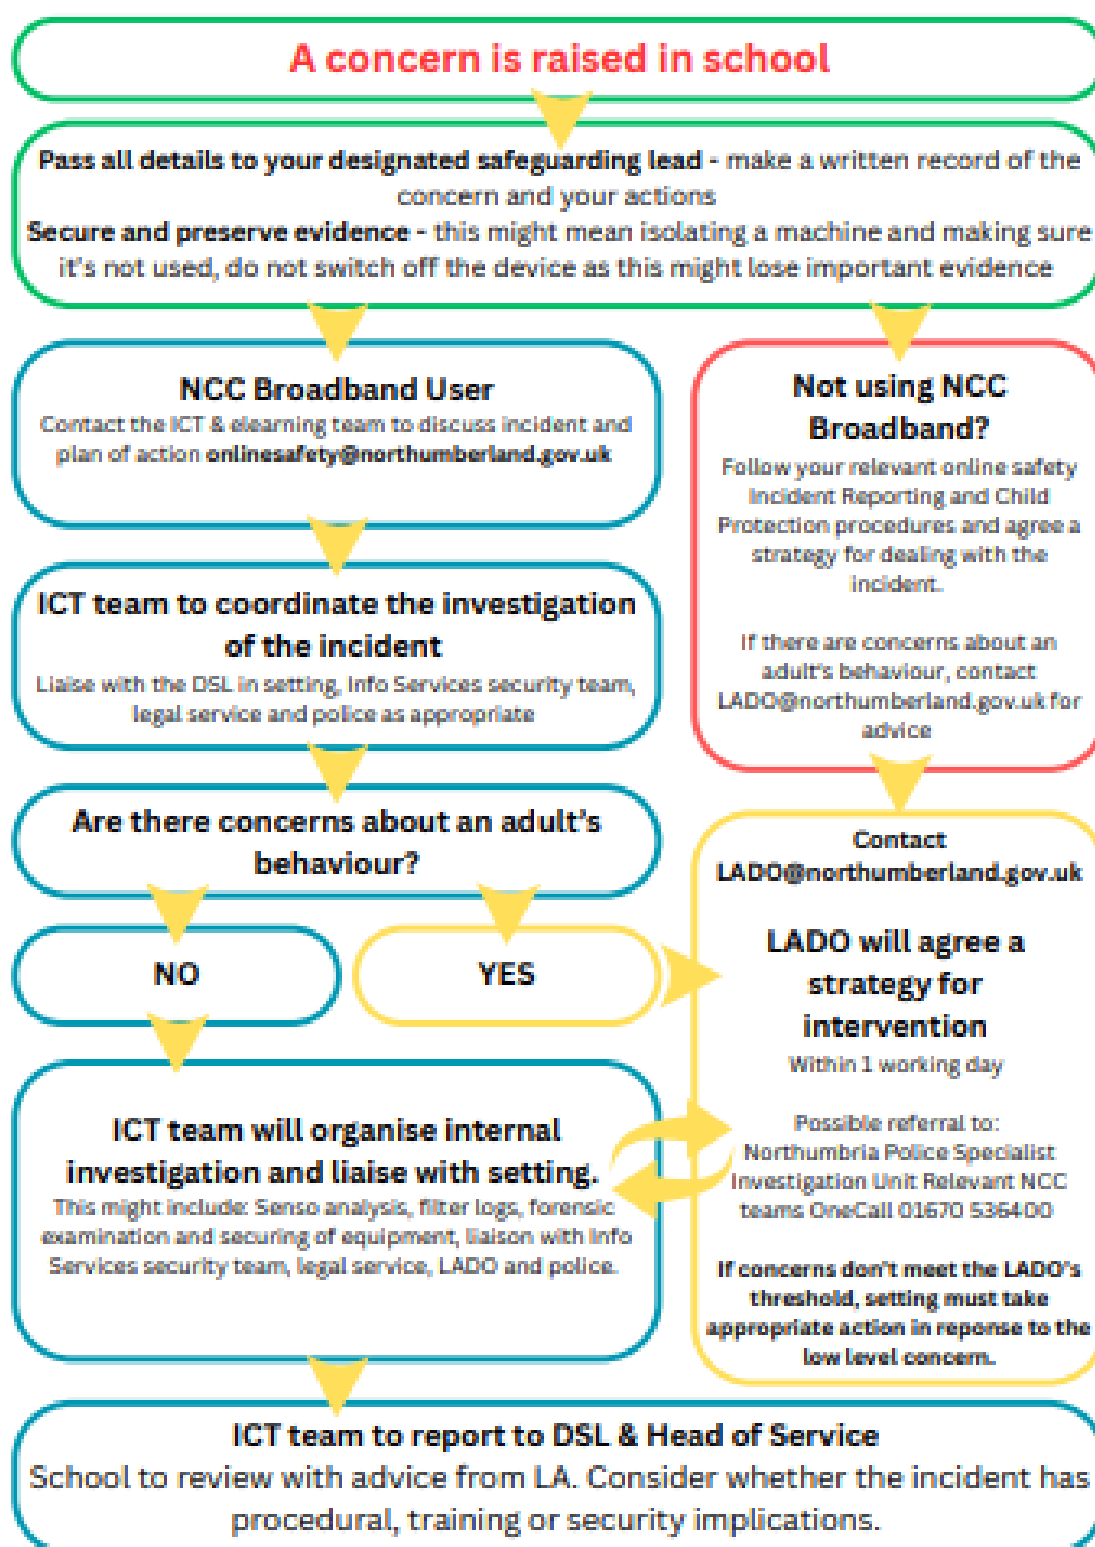 A concern is raised in school
Pass all details to your designated safeguarding lead - make a written record of the
concern and your actions
Secure and preserve evidence - this might mean isolating a machine and making sure
it's not used, do not switch off the device as this might lose important evidence
NCC Broadband User
Contact the ICT & elearning team to discuss incident and
plan of action onlinesafety@northumberland.gov.uk
Not using NCC
Broadband?
Follow your relevant online safety
Incident Reporting and Child
Protection procedures and agree a
strategy for dealing with the
incident.
If there are concerns about an
adult's behaviour, contact
LADO@northumberland.gov.uk for
advice
ICT team to coordinate the investigation
of the incident
Liaise with the DSL in setting, Info Services security team,
legal service and police as appropriate
Are there concerns about an adult's
behaviour?
NO
YES
Contact
LADO@northumberland.gov.uk
LADO will agree a
strategy for
intervention
Within 1 working day
Possible referral to:
Northumbria Police Specialist
Investigation Unit Relevant NCC
teams OneCall 01670 536400
If concerns don't meet the LADO's
threshold, setting must take
appropriate action in reponse to the
low level concern.
ICT team will organise internal
investigation and liaise with setting.
This might include: Senso analysis, filter logs, forensic
examination and securing of equipment, liaison with Info
Services security team, legal service, LADO and police.
ICT team to report to DSL & Head of Service
School to review with advice from LA. Consider whether the incident has
procedural, training or security implications.